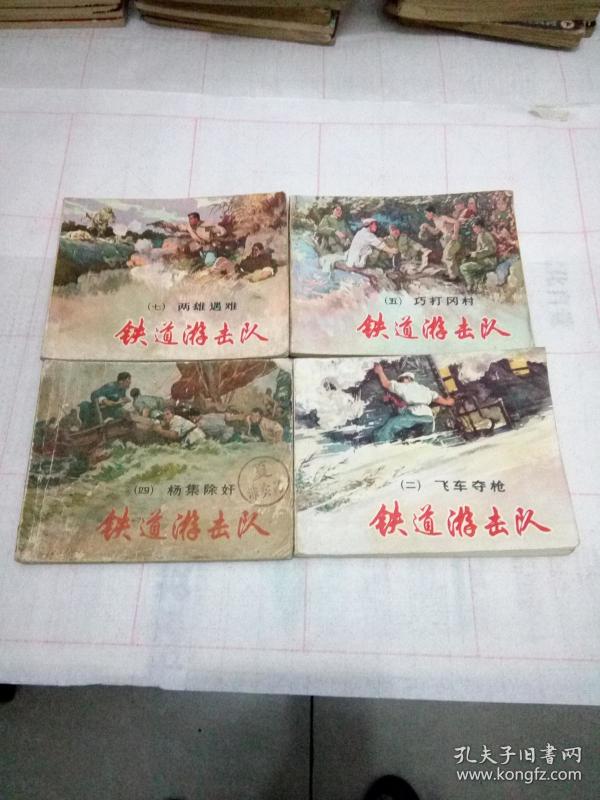 （七） 两雄遇难
铁道游击队
（五） 巧打冈村
铁道游击队
（四） 杨集除奸
铁道游击队
（二） 飞车夺枪
铁道游击队
孔夫子旧书网
www.kongfz.com